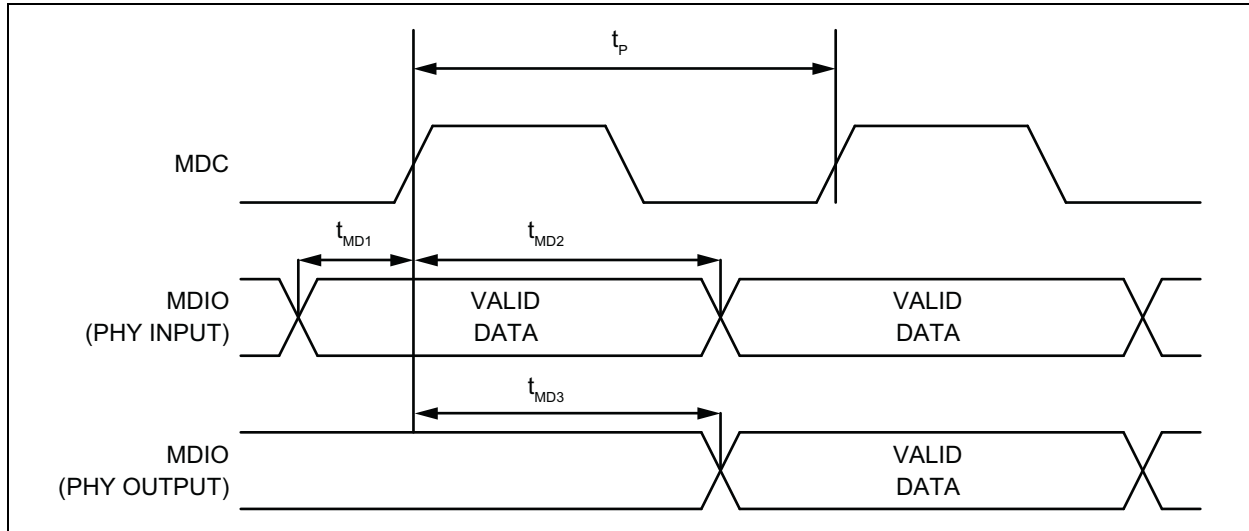 tP
MDC
tMD1
tMD2
MDIO
(PHY INPUT)
VALID
DATA
VALID
DATA
tMD3
MDIO
(PHY OUTPUT)
VALID
DATA